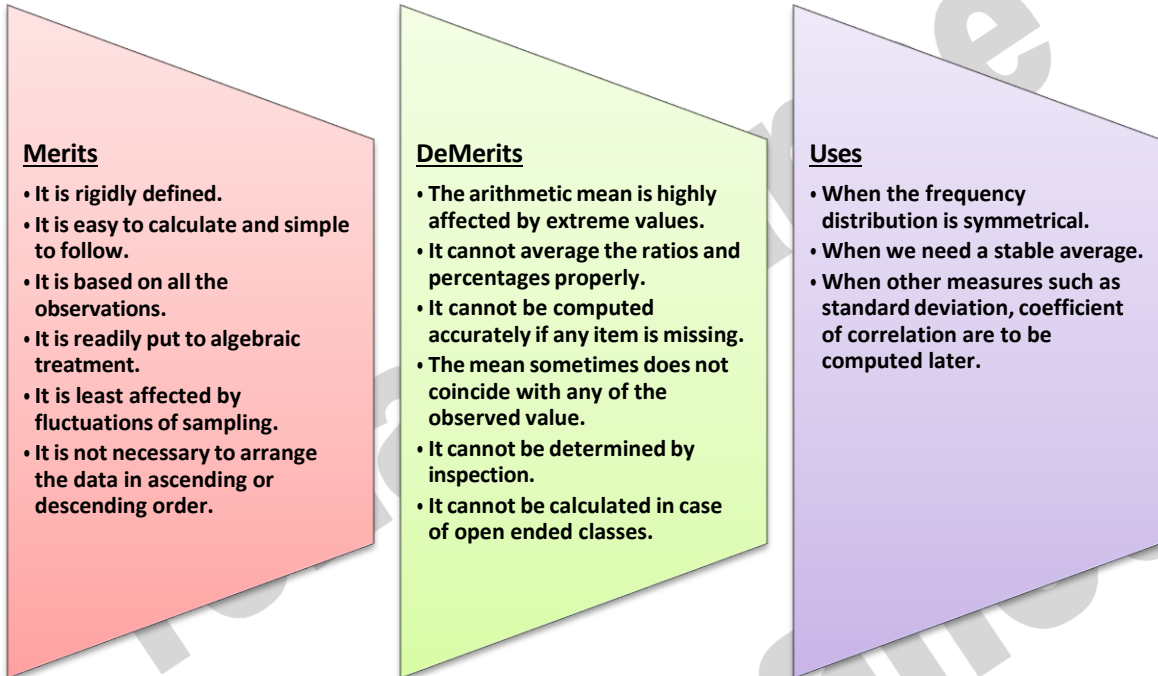 Merits
• It is rigidly defined.
• It is easy to calculate and simple
to follow.
• It is based on all the
observations.
• It is readily put to algebraic
treatment.
• It is least affected by
fluctuations of sampling.
• It is not necessary to arrange
the data in ascending or
descending order.
DeMerits
• The arithmetic mean is highly
affected by extreme values.
• It cannot average the ratios and
percentages properly.
• It cannot be computed
accurately if any item is missing.
• The mean sometimes does not
coincide with any of the
observed value.
• It cannot be determined by
inspection.
• It cannot be calculated in case
of open ended classes.
Uses
• When the frequency
distribution is symmetrical.
• When we need a stable average.
• When other measures such as
standard deviation, coefficient
of correlation are to be
computed later.